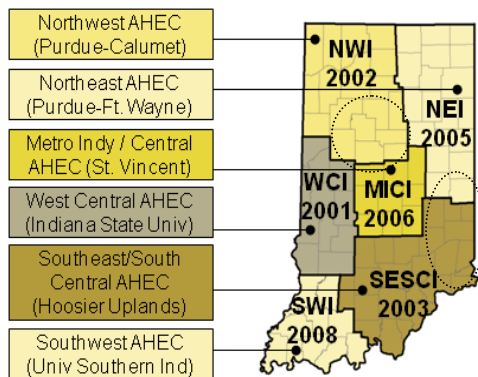 Northwest AHEC
(Purdue-Calumet)
Northeast AHEC
(Purdue-Ft. Wayne)
Metro Indy / Central
AHEC (St. Vincent)
West Central AHEC
(Indiana State Univ)
Southeast/South
Central AHEC
(Hoosier Uplands)
Southwest AHEC
(Univ Southern Ind)
NWI
2002
NEI
2005
WCI
2001
MICI
2006
SESCI
2003
SWI
2008